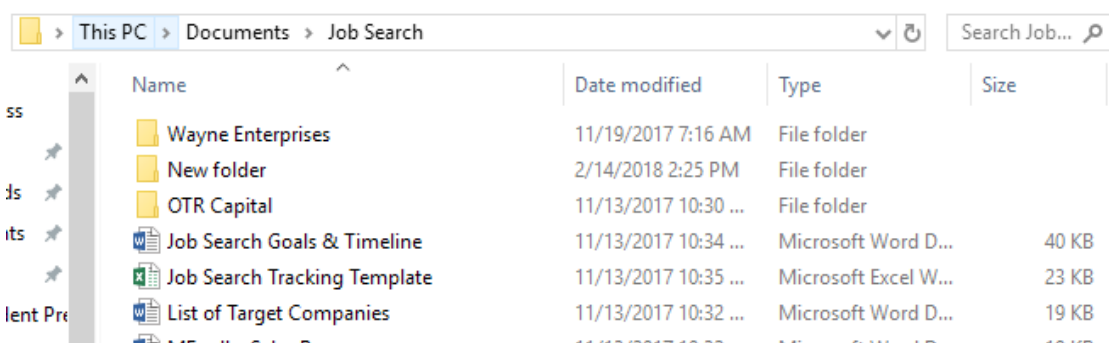 This PC > Documents > Job Search Search Job...
Name Date modified Type Size
ss
Wayne Enterprises 11/19/2017 7:16 AM File folder
New folder 2/14/2018 2:25 PM File folder
ds OTR Capital 11/13/2017 10:30 ... File folder
nts Job Search Goals & Timeline 11/13/2017 10:34 ... Microsoft Word D... 40 KB
Job Search Tracking Template 11/13/2017 10:35 ... Microsoft Excel W... 23 KB
dent Pre List of Target Companies 11/13/2017 10:32 ... Microsoft Word D... 19 KB